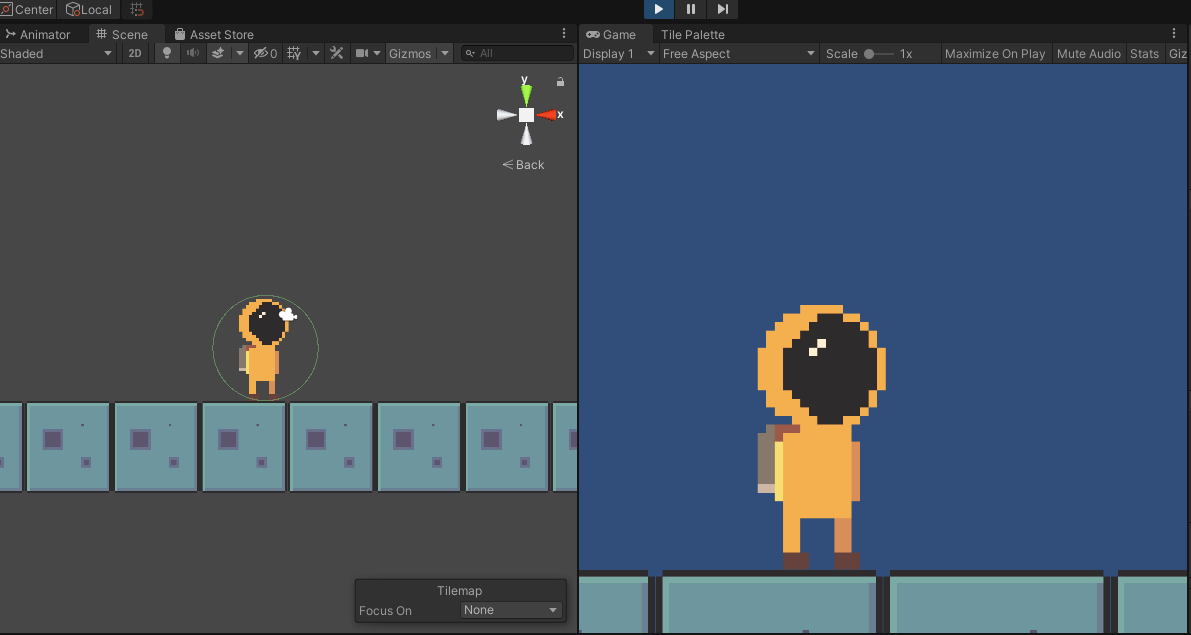 Center Local
Animator Scene Asset Store
Game Tile Palette
Shaded 2D 0 Gizmos All
Display 1 Free Aspect Scale 1x Maximize On Play Mute Audio Stats Giz
y
x
Back
Tilemap
Focus On None